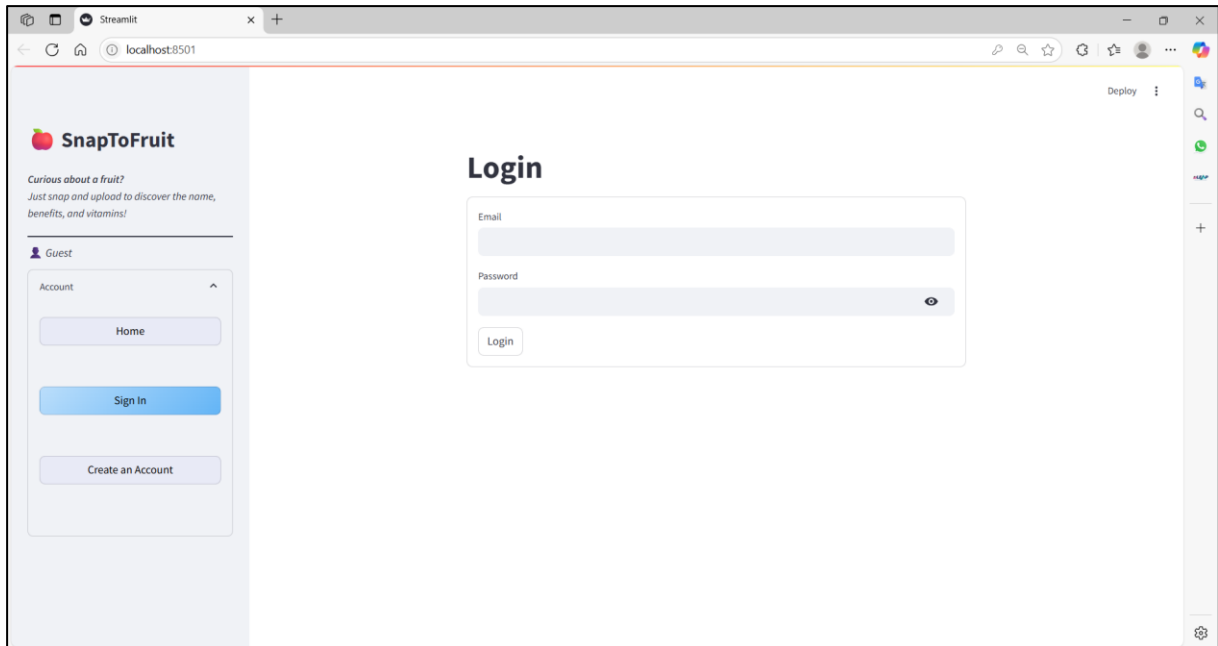 Streamlit
localhost:8501
Deploy
SnapToFruit
Curious about a fruit?
Just snap and upload to discover the name,
benefits, and vitamins!
Guest
Account
Home
Sign In
Create an Account
Login
Email
Password
Login